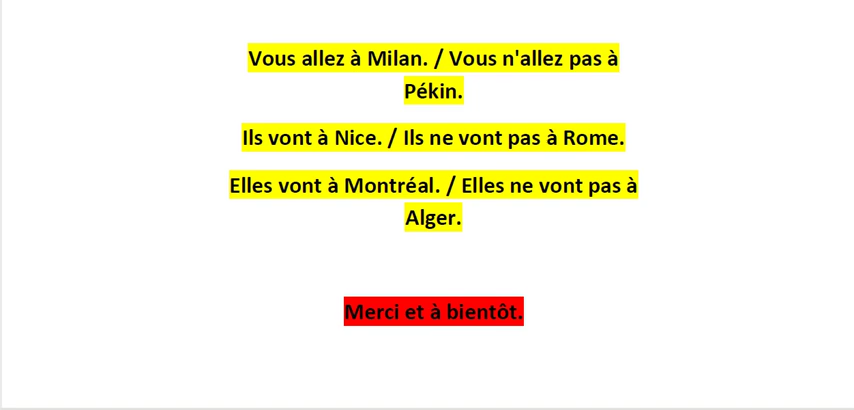 Vous allez à Milan. / Vous n'allez pas à
Pékin.
Ils vont à Nice. / Ils ne vont pas à Rome.
Elles vont à Montréal. / Elles ne vont pas à
Alger.
Merci et à bientôt.